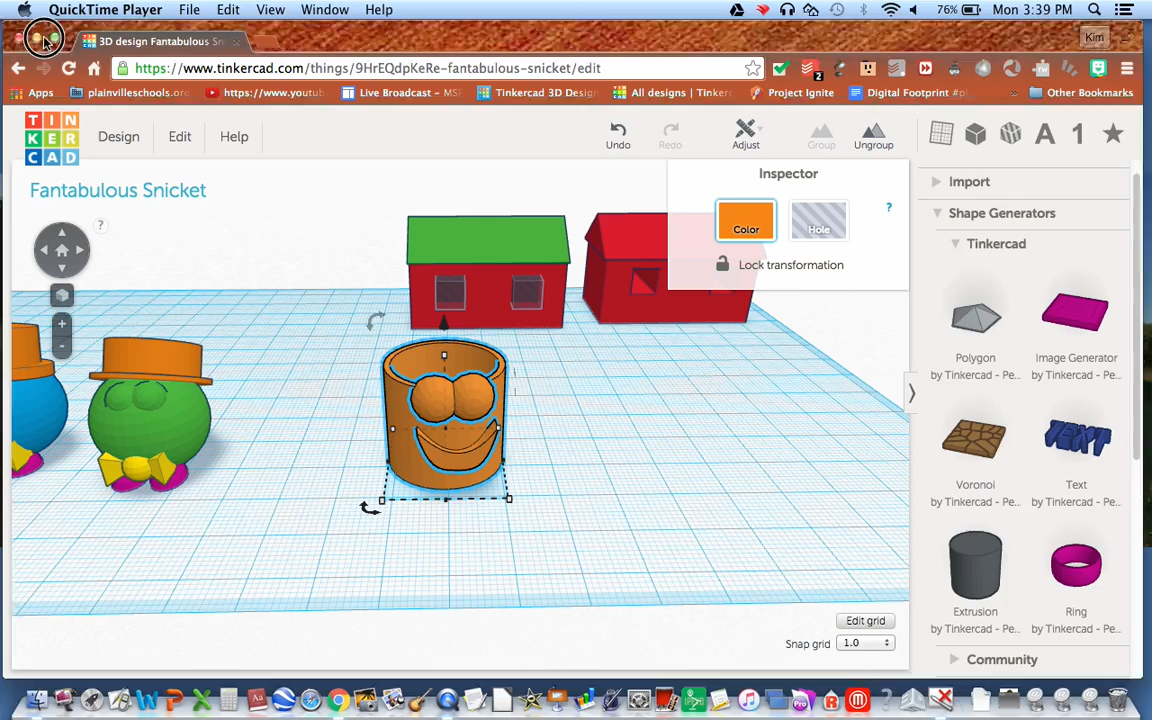 QuickTime Player File Edit View Window Help 76% Mon 3:39 PM
3D design Fantabulous Sn Kim
https://www.tinkercad.com/things/9HrEQdpKeRe-fantabulous-snicket/edit 2
Apps plainvilleschools.org https://www.youtub Live Broadcast – MS Tinkercad 3D Desig All designs | Tinker Project Ignite Digital Footprint #p » Other Bookmarks
TIN
KER
CAD
Design Edit Help Undo Redo Adjust Group Ungroup A 1
Fantabulous Snicket
?
+
-
Inspector
Color Hole ?
Lock transformation
Import
Shape Generators
Tinkercad
Polygon Image Generator
by Tinkercad - Pe... by Tinkercad - Pe...
TEXT
Voronoi Text
by Tinkercad - Pe... by Tinkercad - Pe...
Extrusion Ring
by Tinkercad - Pe... by Tinkercad - Pe...
Community
Edit grid
Snap grid 1.0